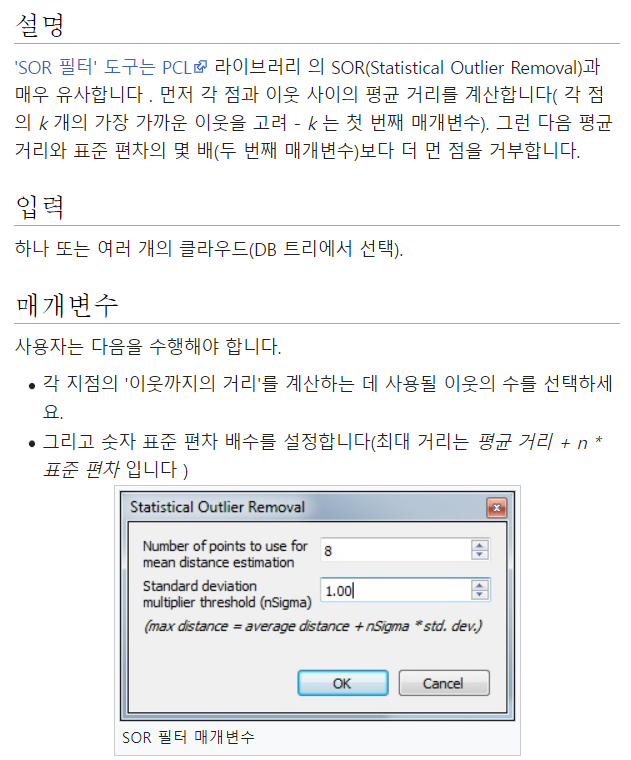 설명
'SOR 필터' 도구는 PCL 라이브러리 의 SOR(Statistical Outlier Removal)과
매우 유사합니다 . 먼저 각 점과 이웃 사이의 평균 거리를 계산합니다( 각 점
의 k 개의 가장 가까운 이웃을 고려 - k 는 첫 번째 매개변수). 그런 다음 평균
거리와 표준 편차의 몇 배(두 번째 매개변수)보다 더 먼 점을 거부합니다.
입력
하나 또는 여러 개의 클라우드(DB 트리에서 선택).
매개변수
사용자는 다음을 수행해야 합니다.
• 각 지점의 '이웃까지의 거리'를 계산하는 데 사용될 이웃의 수를 선택하세
요.
• 그리고 숫자 표준 편차 배수를 설정합니다(최대 거리는 평균 거리 + n *
표준 편차 입니다 )
Statistical Outlier Removal
Number of points to use for
mean distance estimation
8
Standard deviation
multiplier threshold (nSigma)
1.00
(max distance = average distance + nSigma * std. dev.)
OK
Cancel
SOR 필터 매개변수